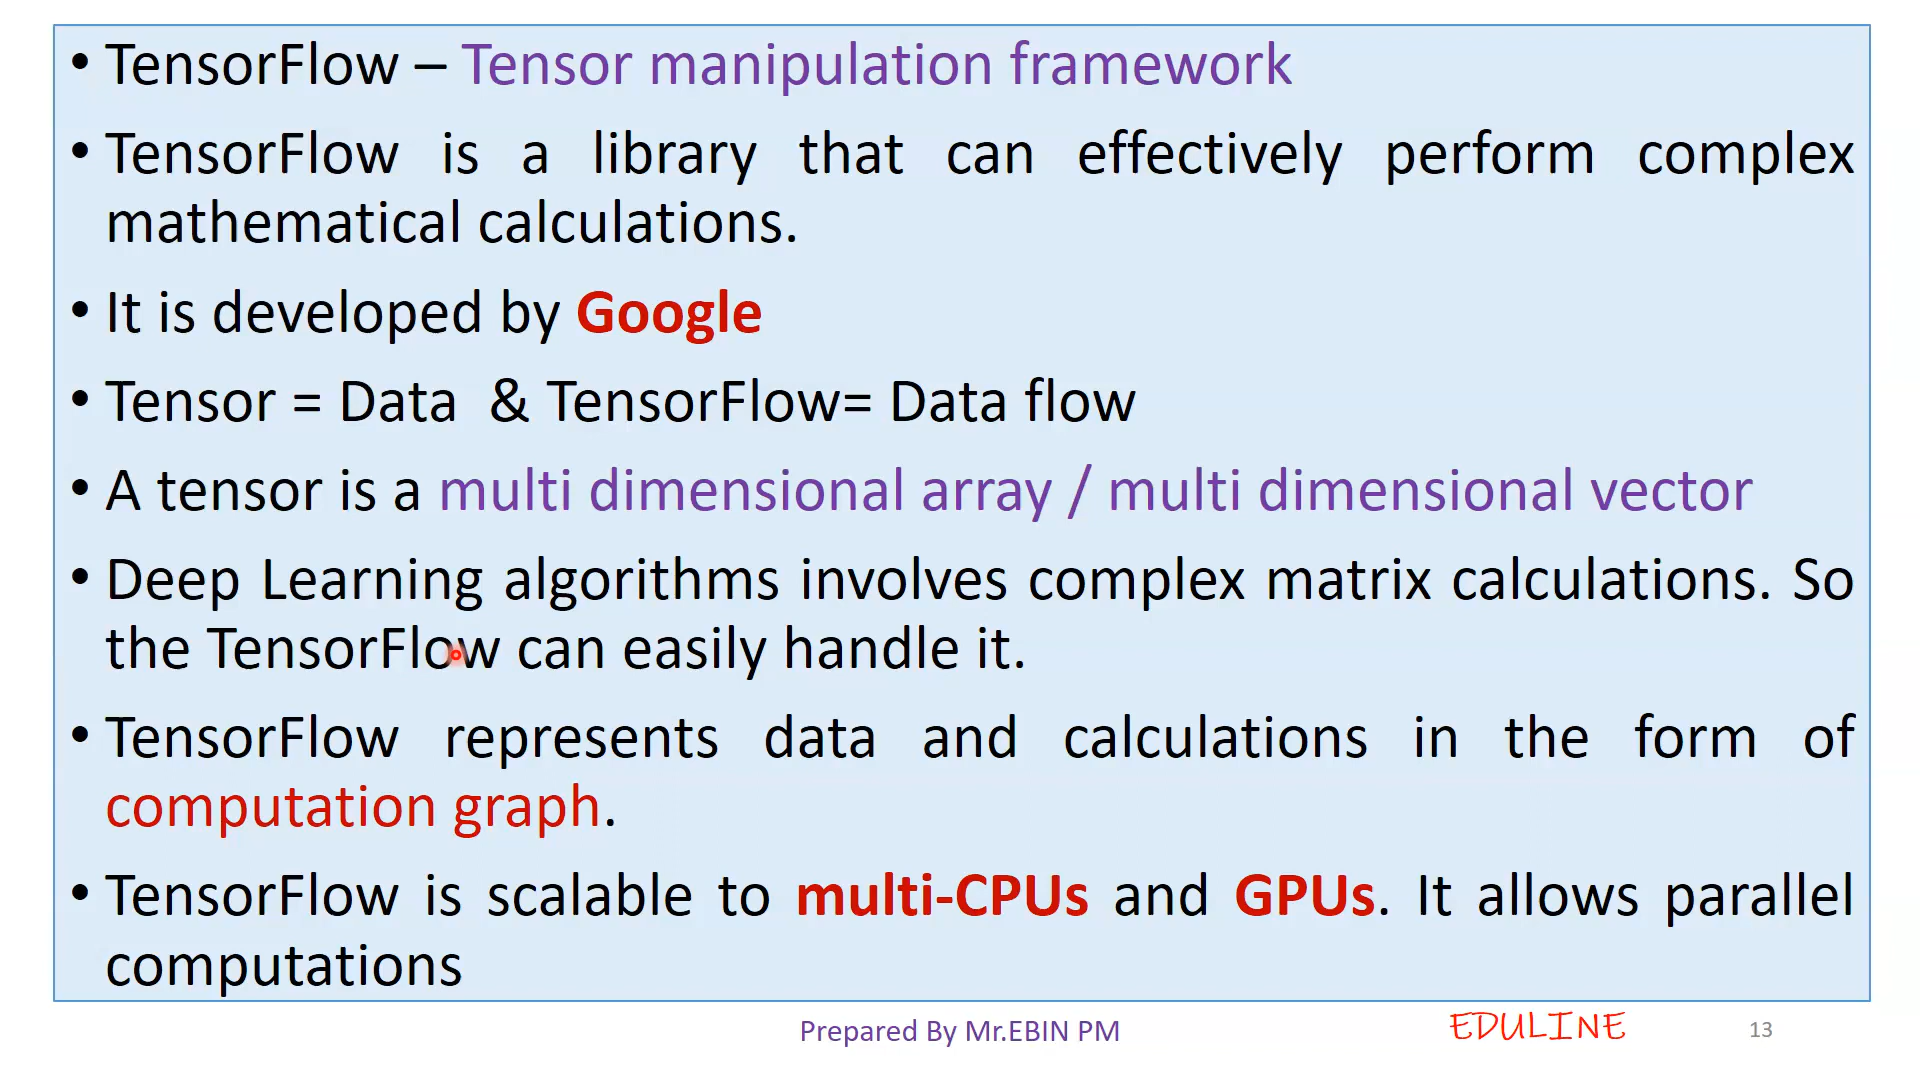 • TensorFlow – Tensor manipulation framework
• TensorFlow is a library that can effectively perform complex
mathematical calculations.
• It is developed by Google
• Tensor = Data & TensorFlow= Data flow
• A tensor is a multi dimensional array / multi dimensional vector
• Deep Learning algorithms involves complex matrix calculations. So
the TensorFlow can easily handle it.
• TensorFlow represents data and calculations in the form of
computation graph.
• TensorFlow is scalable to multi-CPUs and GPUs. It allows parallel
computations
Prepared By Mr.EBIN PM
EDULINE
13